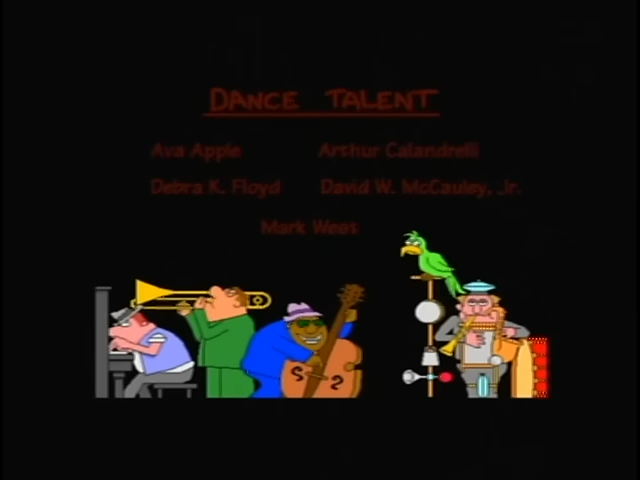 DANCE TALENT
Ava Apple Arthur Calandrelli
Debra K. Floyd David W. McCauley, Jr.
Mark West